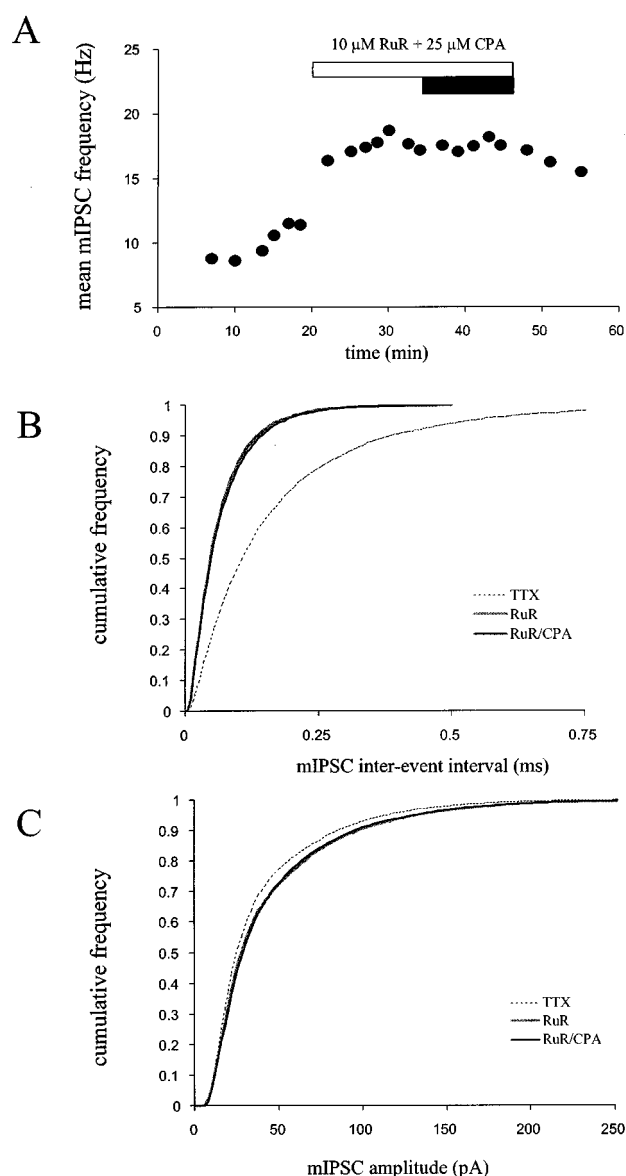 A
10 µM RuR + 25 µM CPA
mean mIPSC frequency (Hz)
25
20
15
10
5
0
10
20
30
40
50
60
time (min)
B
cumulative frequency
1
0.9
0.8
0.7
0.6
0.5
0.4
0.3
0.2
0.1
0
TTX
RuR
RuR/CPA
0
0.25
0.5
0.75
mIPSC inter-event interval (ms)
C
cumulative frequency
1
0.9
0.8
0.7
0.6
0.5
0.4
0.3
0.2
0.1
0
TTX
RuR
RuR/CPA
0
50
100
150
200
250
mIPSC amplitude (pA)